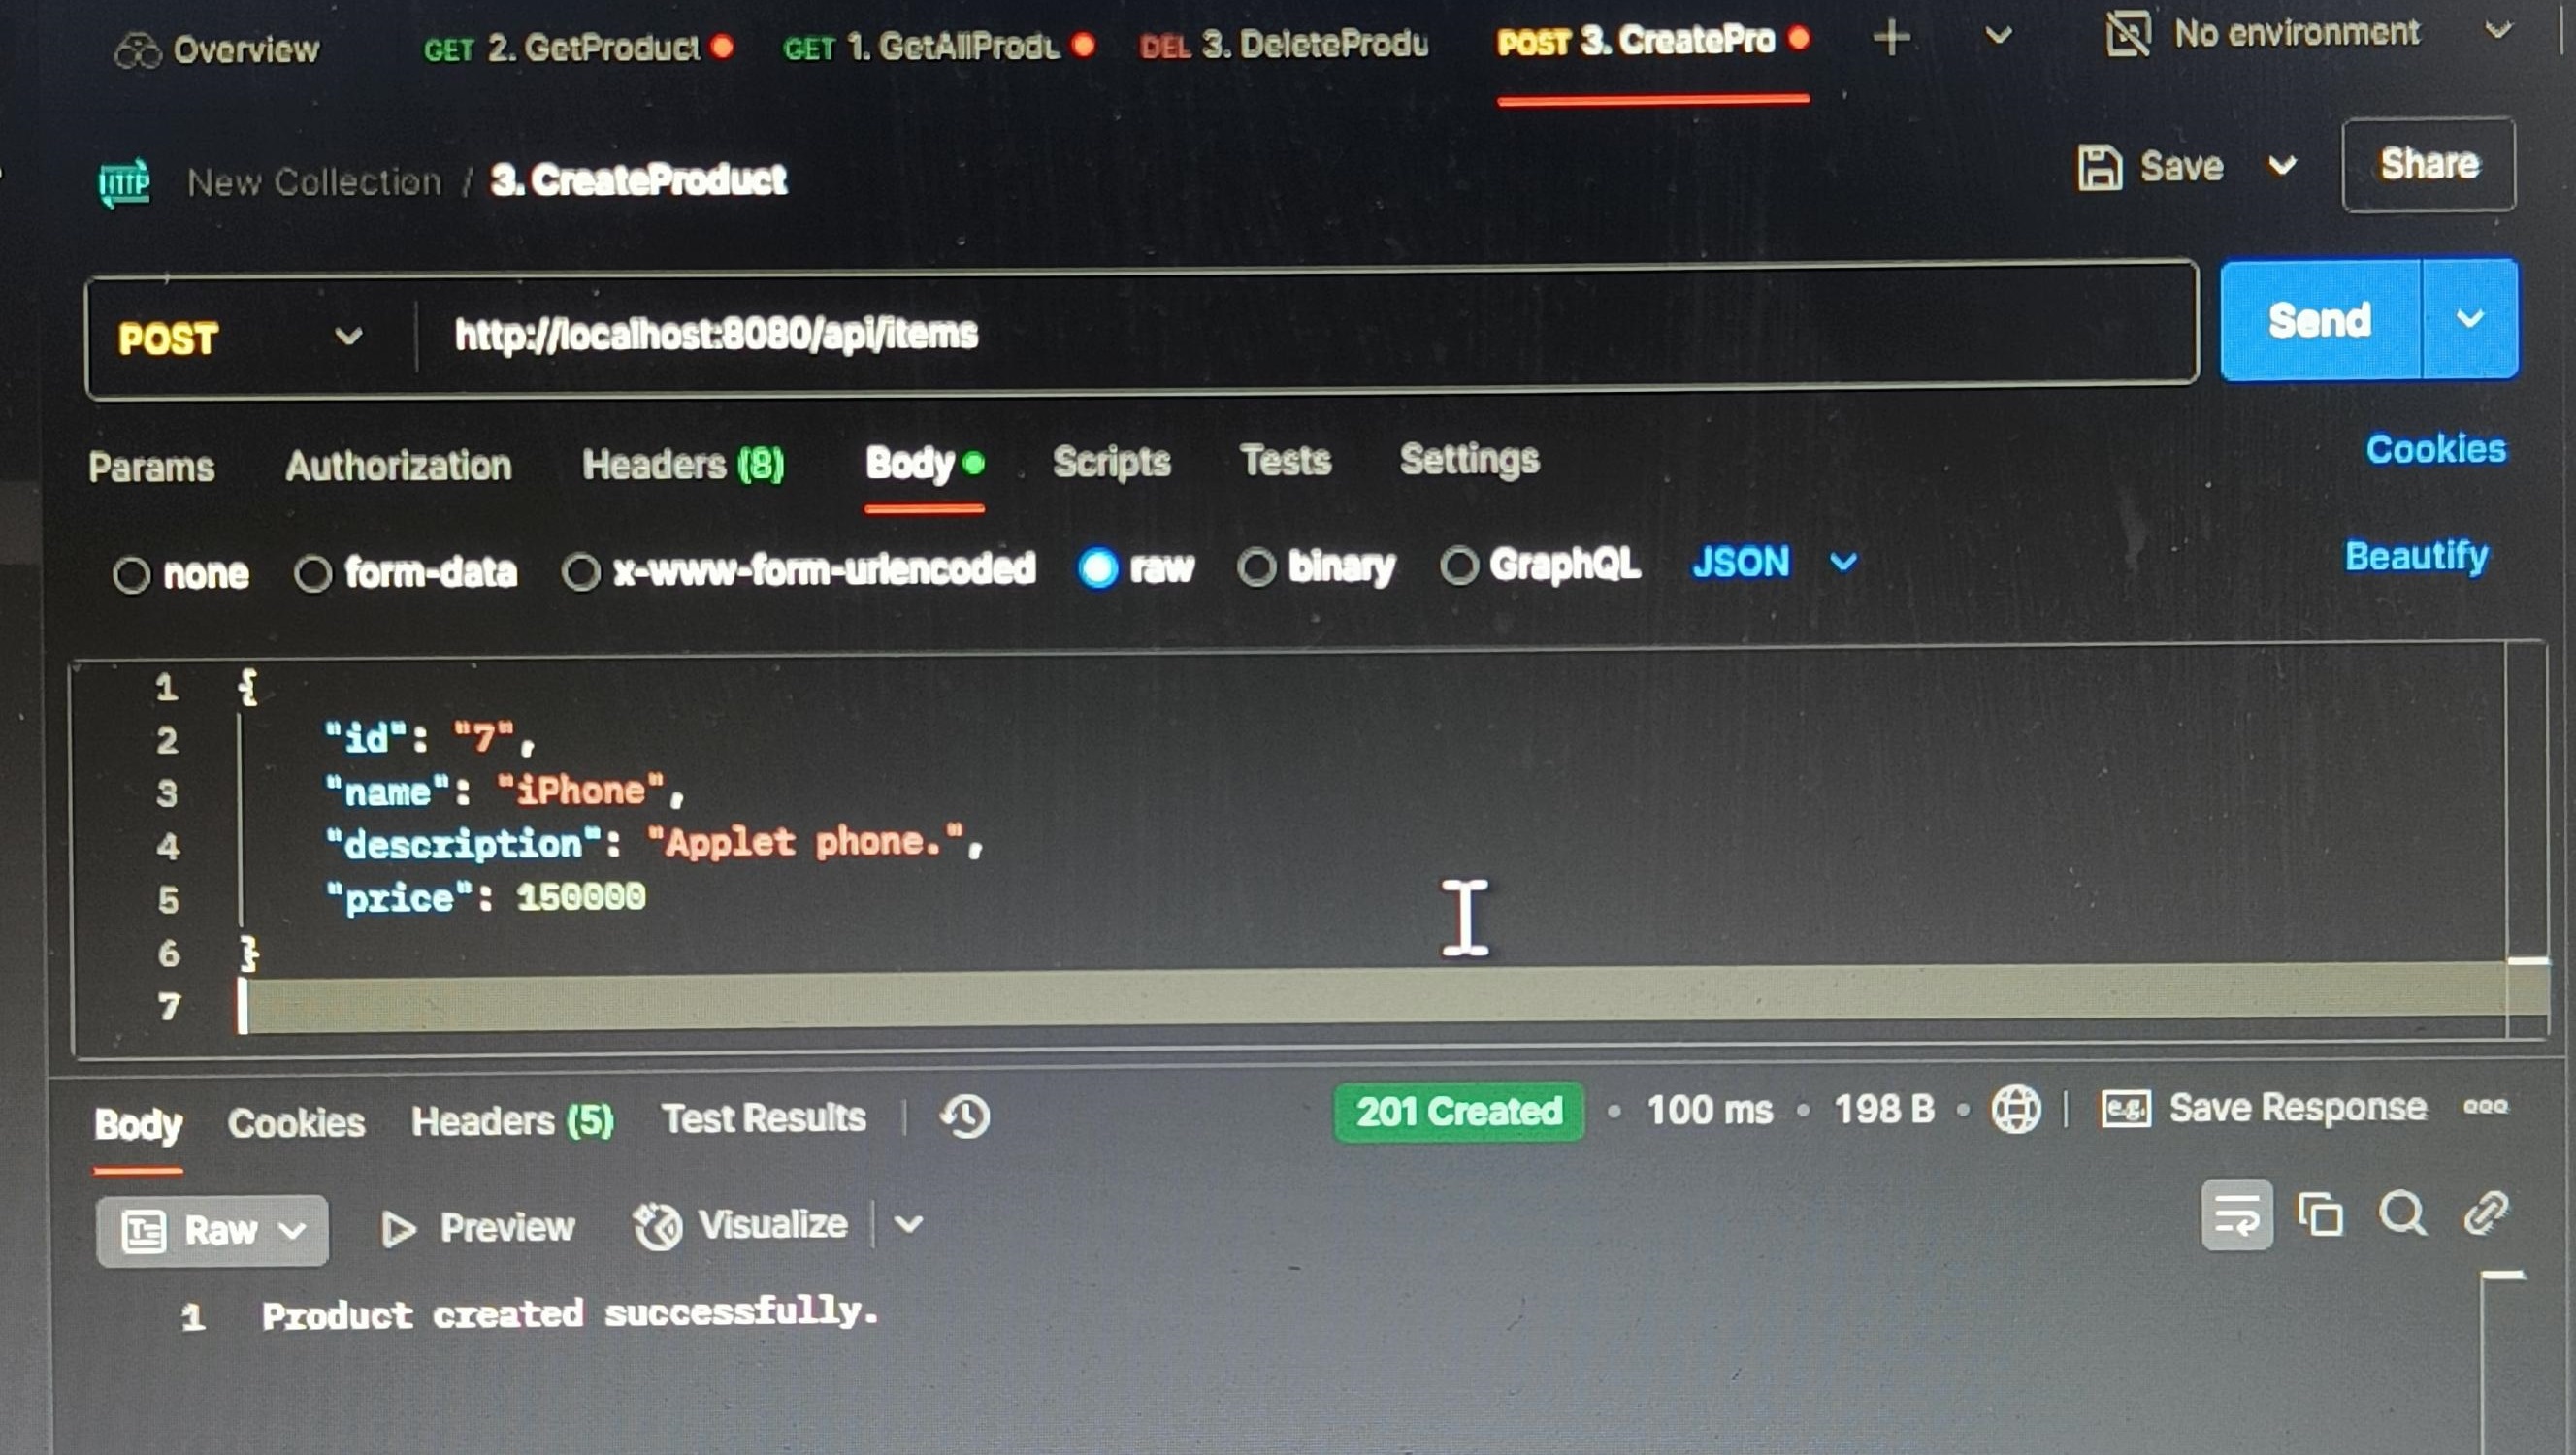 Overview GET 2. GetProduct GET 1. GetAllProdu DEL 3. DeleteProdu POST 3. CreatePro No environment
HTTP New Collection / 3. CreateProduct Save Share
POST http://localhost:8080/api/items Send
Params Authorization Headers (8) Body Scripts Tests Settings Cookies
none form-data x-www-form-urlencoded raw binary GraphQL JSON Beautify
1 {
2 "id": "7",
3 "name": "iPhone",
4 "description": "Applet phone.",
5 "price": 150000
6 }
7
Body Cookies Headers (5) Test Results 201 Created • 100 ms • 198 B • e.g. Save Response
Raw Preview Visualize
1 Product created successfully.